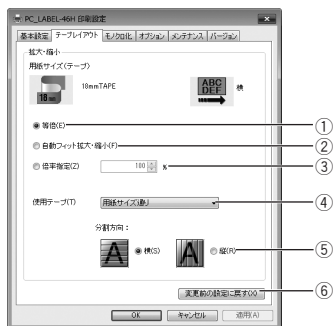 PC_LABEL-46H 印刷設定
基本設定 テープレイアウト モノクロ化 オプション メンテナンス バージョン
拡大・縮小
用紙サイズ(テープ)
18mm
18mmTAPE
ABC
DEF
横
等倍(E)
①
自動フィット拡大・縮小(F)
②
倍率指定(Z)
100 %
③
使用テープ(T)
用紙サイズ通り
④
分割方向：
A 横(S)
A 縦(R)
⑤
変更前の設定に戻す(X)
⑥
OK キャンセル 適用(A)